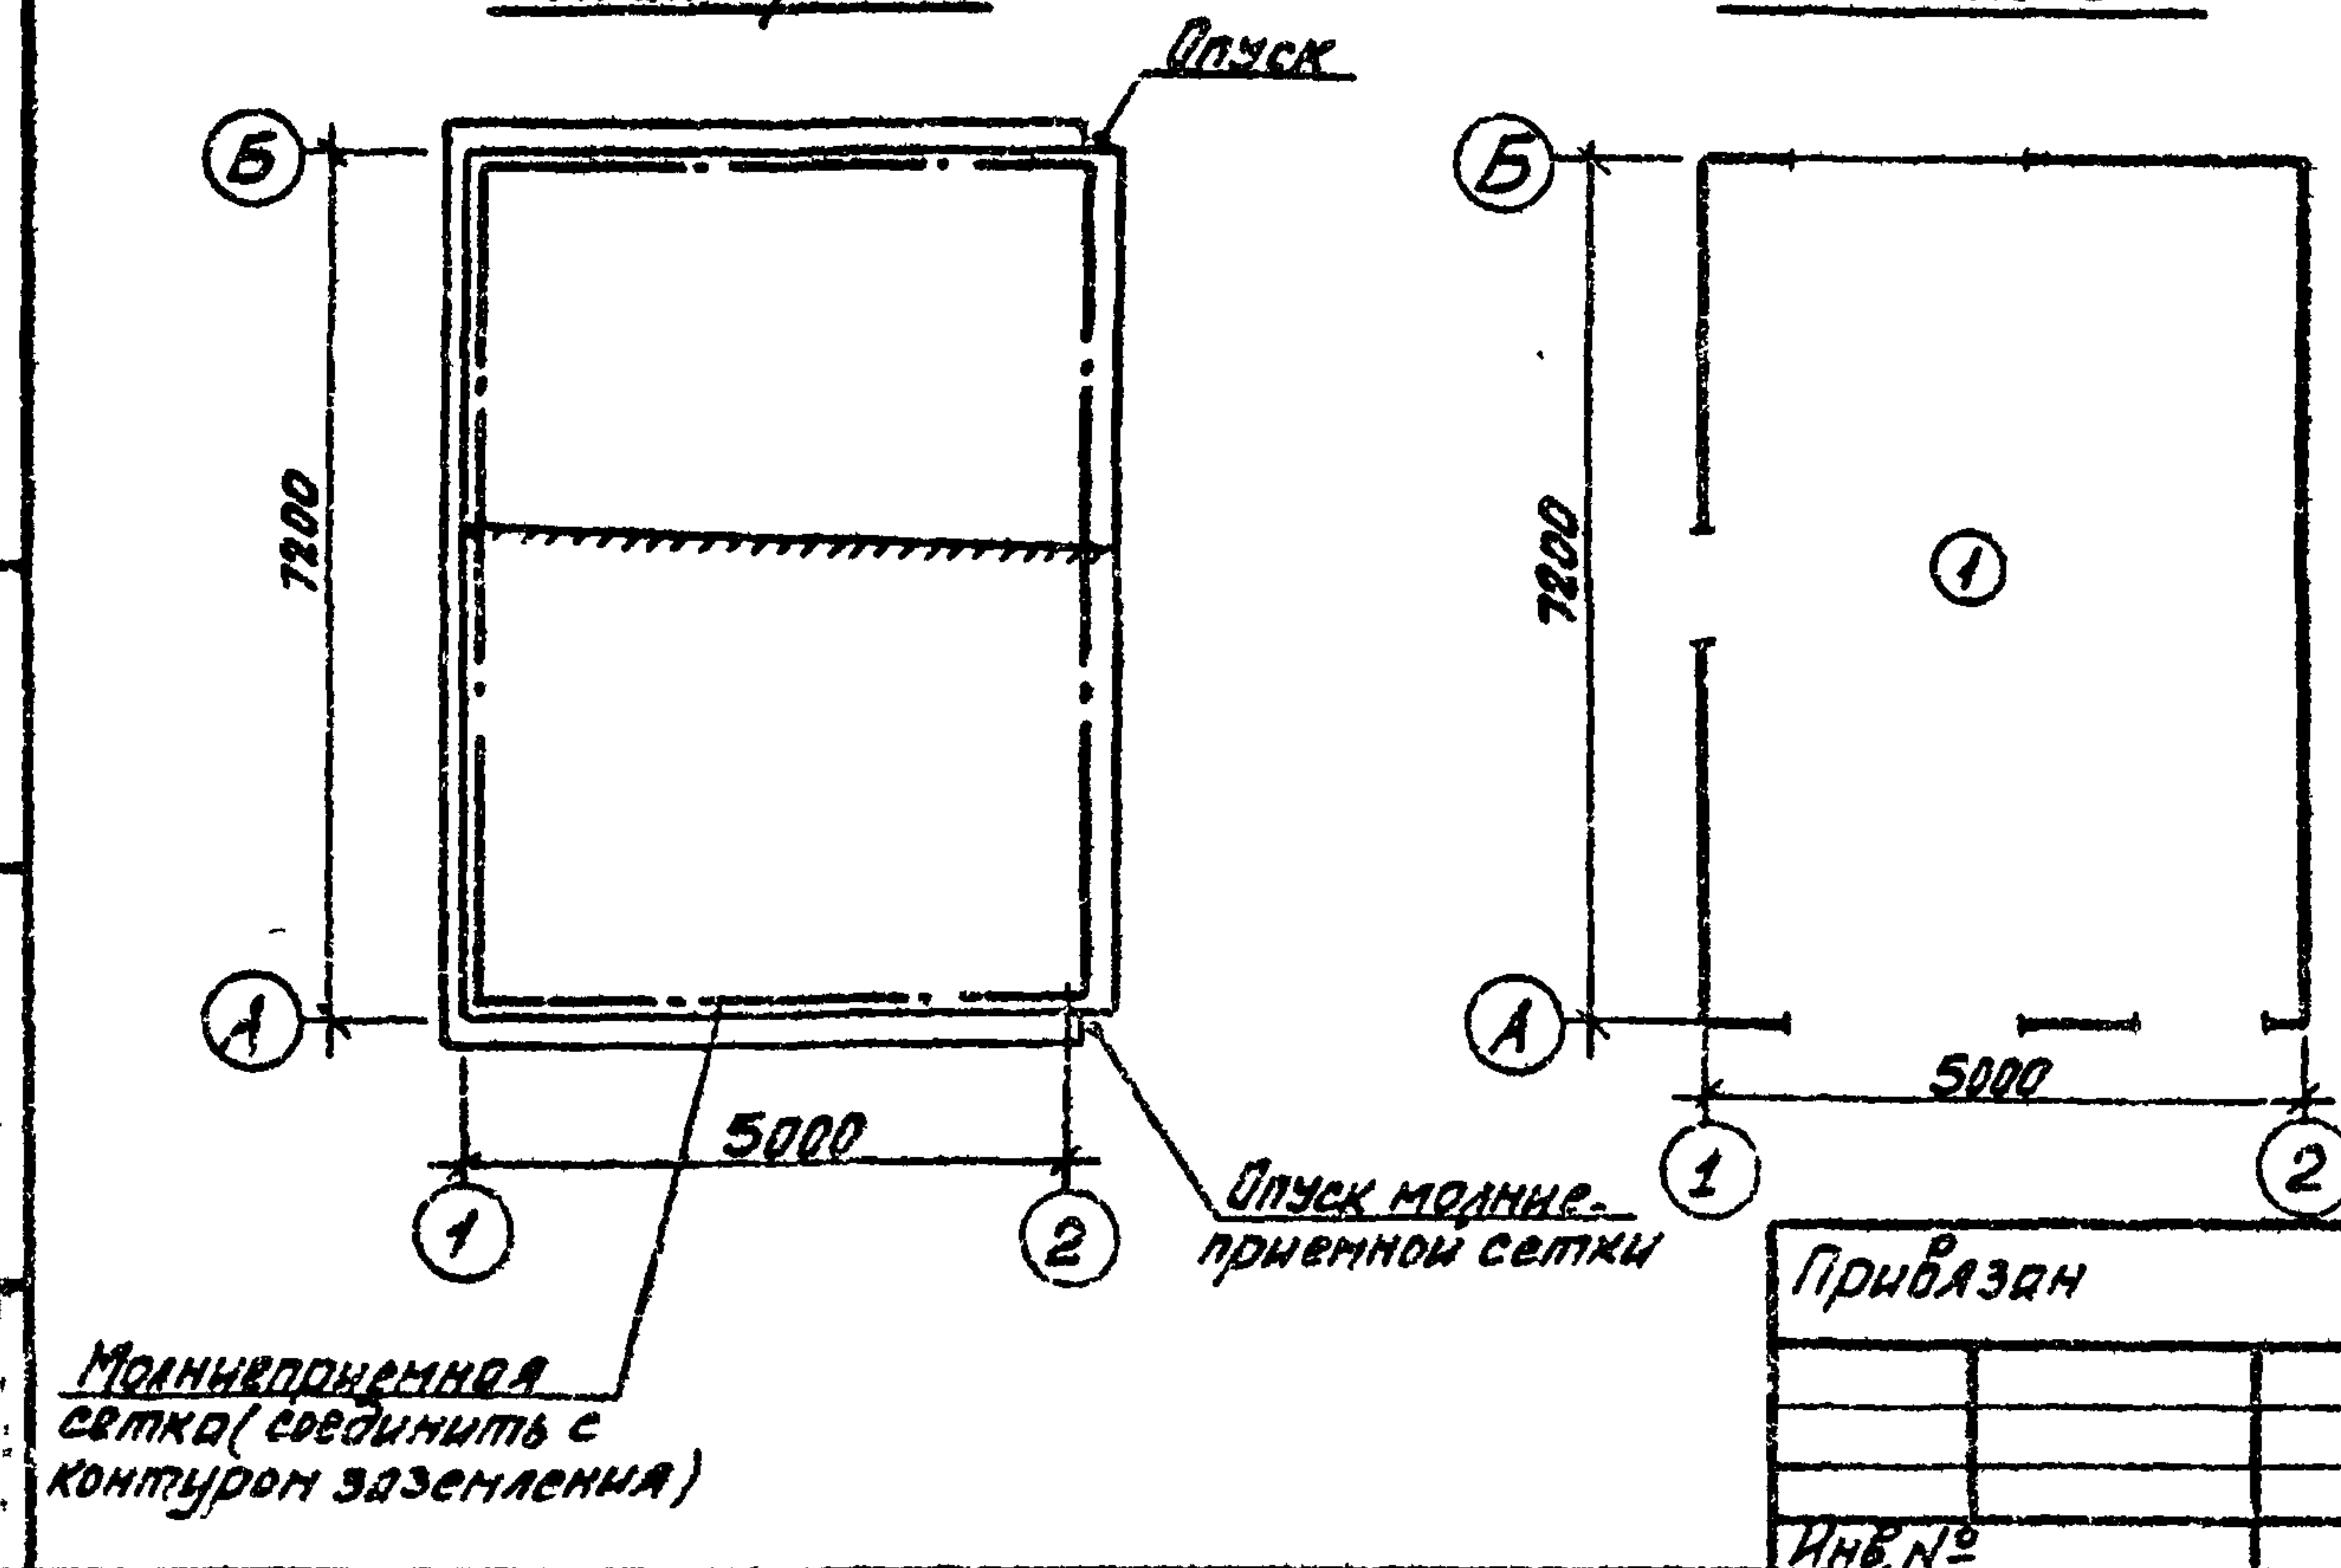 Опуск
Б
Б
7200
7200
1
А
А
5000
5000
1
2
1
2
Опуск молние-
приемной сетки
Привязан
Молниеприемная
сетка (соединить с
контуром заземления)
Инв. №